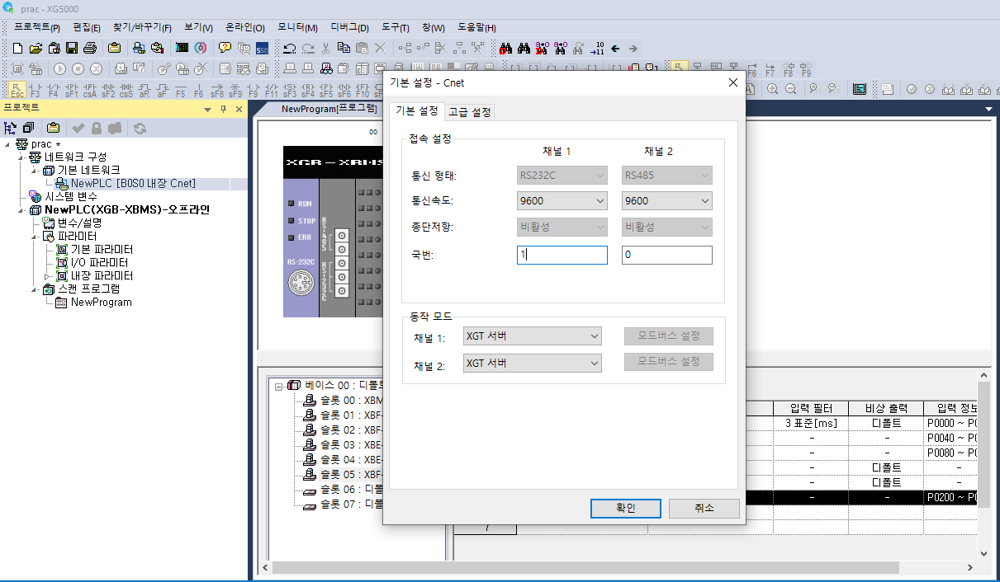 prac - XG5000
프로젝트(P) 편집(E) 찾기/바꾸기(F) 보기(V) 온라인(O) 모니터(M) 디버그(D) 도구(T) 창(W) 도움말(H)
Esc F3 F4 sF1 csA sF2 csS aR aF F5 F6 sF8 sF9 F9 F11 sF3 sF4 sF5 sF6 F10
F6 F7 F8 F9
프로젝트
prac *
네트워크 구성
기본 네트워크
NewPLC [B0S0 내장 Cnet]
시스템 변수
NewPLC(XGB-XBMS)-오프라인
변수/설명
파라미터
기본 파라미터
I/O 파라미터
내장 파라미터
스캔 프로그램
NewProgram
NewProgram[프로그램]
00
XGB - XBMS
RUN
STOP
ERR
RS-232C
RS-485
RS-232C
기본 설정 - Cnet
기본 설정 고급 설정
접속 설정
채널 1 채널 2
통신 형태: RS232C RS485
통신속도: 9600 9600
종단저항: 비활성 비활성
국번: 1 0
동작 모드
채널 1: XGT 서버 모드버스 설정
채널 2: XGT 서버 모드버스 설정
확인 취소
베이스 00 : 디폴트
슬롯 00 : XBM
슬롯 01 : XBF-
슬롯 02 : XBF-
슬롯 03 : XBE-
슬롯 04 : XBE-
슬롯 05 : XBF-
슬롯 06 : 디폴
슬롯 07 : 디폴
입력 필터 비상 출력 입력 정보
3 표준[ms] 디폴트 P0000 ~ P0
- - P0040 ~ P0
- - P0080 ~ P0
- 디폴트 -
- 디폴트 -
- - P0200 ~ P0
7